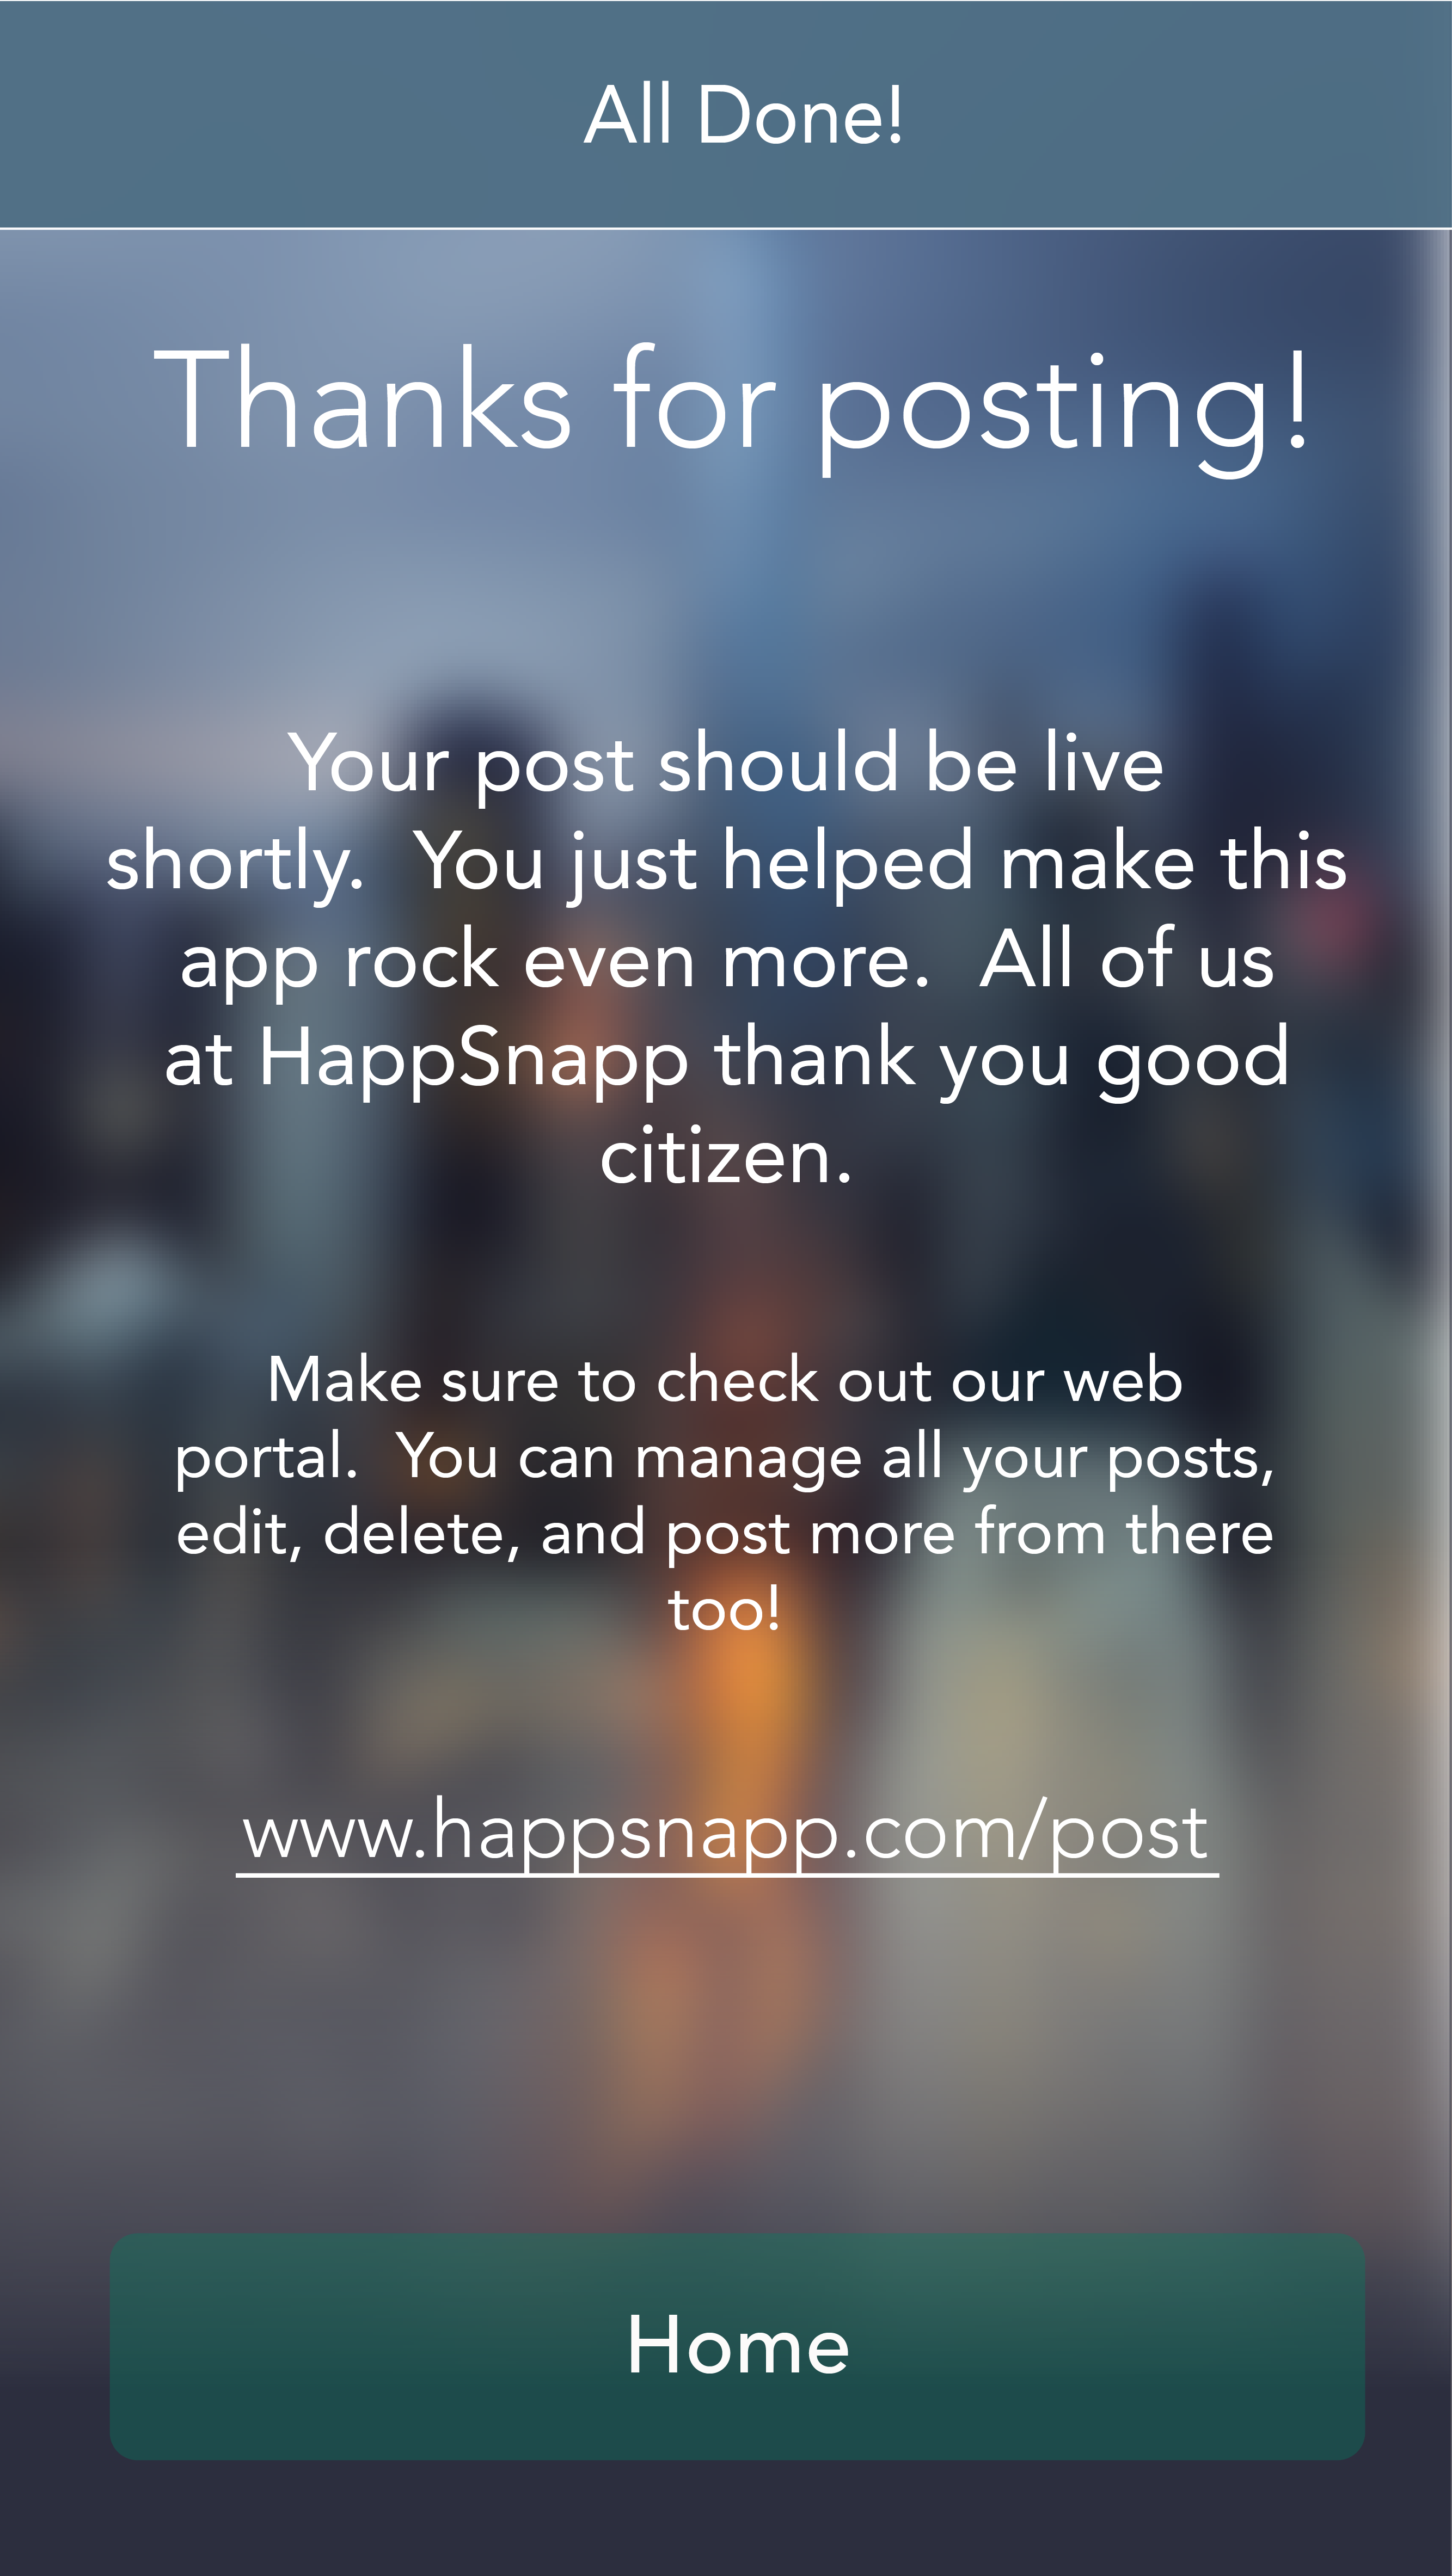 All Done!
Thanks for posting!
Your post should be live
shortly.  You just helped make this
app rock even more.  All of us
at HappSnapp thank you good
citizen.
Make sure to check out our web
portal.  You can manage all your posts,
edit, delete, and post more from there
too!
www.happsnapp.com/post
Home